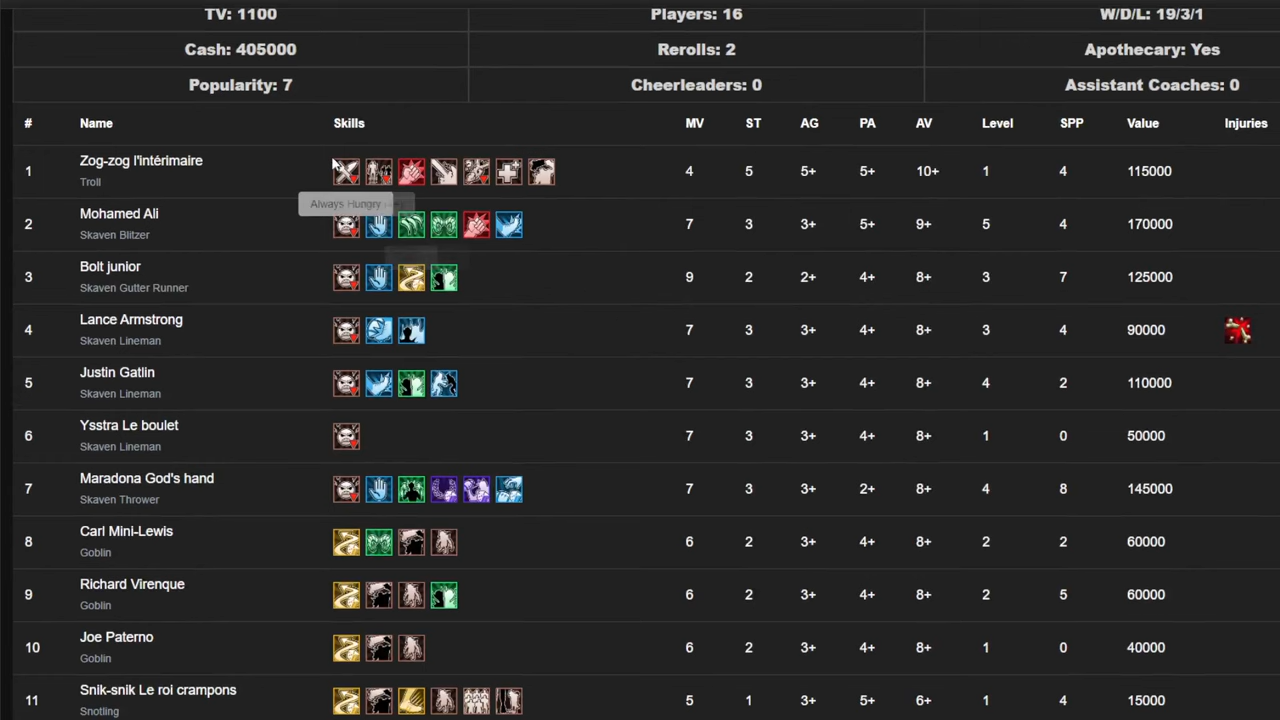 TV: 1100 Players: 16 W/D/L: 19/3/1
Cash: 405000 Rerolls: 2 Apothecary: Yes
Popularity: 7 Cheerleaders: 0 Assistant Coaches: 0
# Name Skills MV ST AG PA AV Level SPP Value Injuries
1 Zog-zog l'intérimaire 4 5 5+ 5+ 10+ 1 4 115000
Troll
Always Hungry
2 Mohamed Ali 7 3 3+ 5+ 9+ 5 4 170000
Skaven Blitzer
3 Bolt junior 9 2 2+ 4+ 8+ 3 7 125000
Skaven Gutter Runner
4 Lance Armstrong 7 3 3+ 4+ 8+ 3 4 90000
Skaven Lineman
5 Justin Gatlin 7 3 3+ 4+ 8+ 4 2 110000
Skaven Lineman
6 Ysstra Le boulet 7 3 3+ 4+ 8+ 1 0 50000
Skaven Lineman
7 Maradona God's hand 7 3 3+ 2+ 8+ 4 8 145000
Skaven Thrower
8 Carl Mini-Lewis 6 2 3+ 4+ 8+ 2 2 60000
Goblin
9 Richard Virenque 6 2 3+ 4+ 8+ 2 5 60000
Goblin
10 Joe Paterno 6 2 3+ 4+ 8+ 1 0 40000
Goblin
11 Snik-snik Le roi crampons 5 1 3+ 5+ 6+ 1 4 15000
Snotling